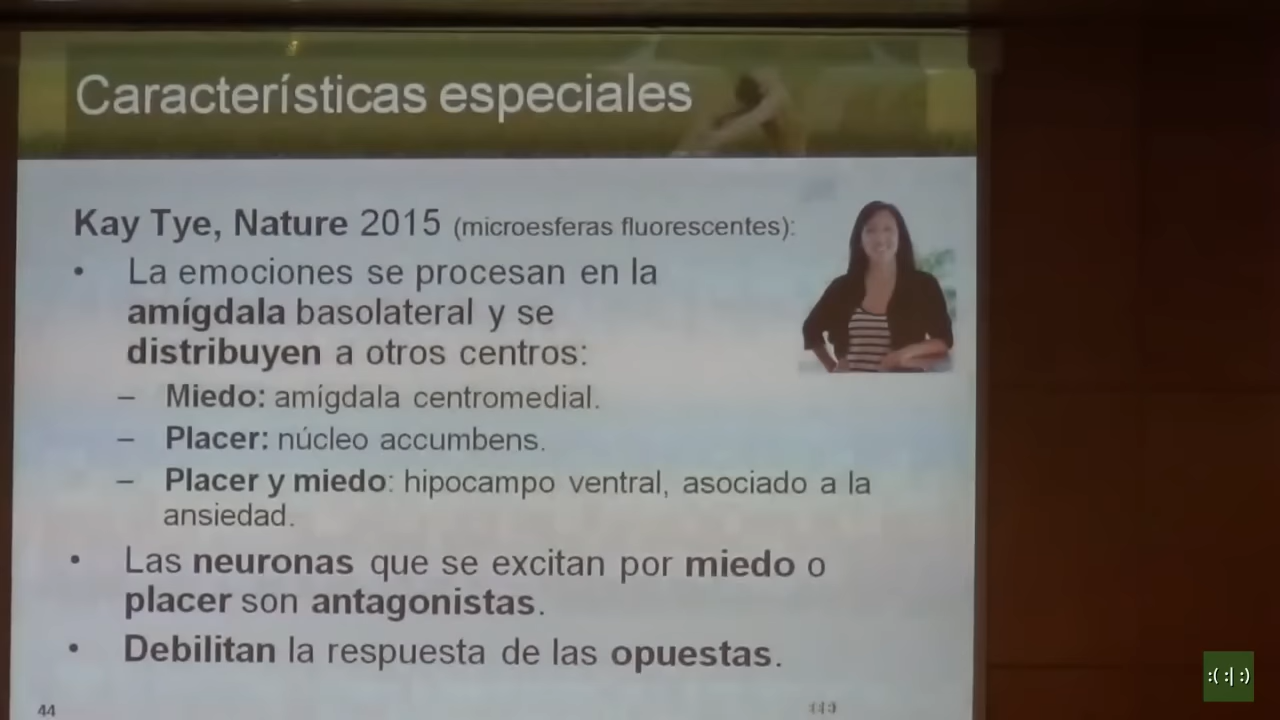 Características especiales
Kay Tye, Nature 2015 (microesferas fluorescentes):
• La emociones se procesan en la
amígdala basolateral y se
distribuyen a otros centros:
– Miedo: amígdala centromedial.
– Placer: núcleo accumbens.
– Placer y miedo: hipocampo ventral, asociado a la
ansiedad.
• Las neuronas que se excitan por miedo o
placer son antagonistas.
• Debilitan la respuesta de las opuestas.
44
:( :| :)